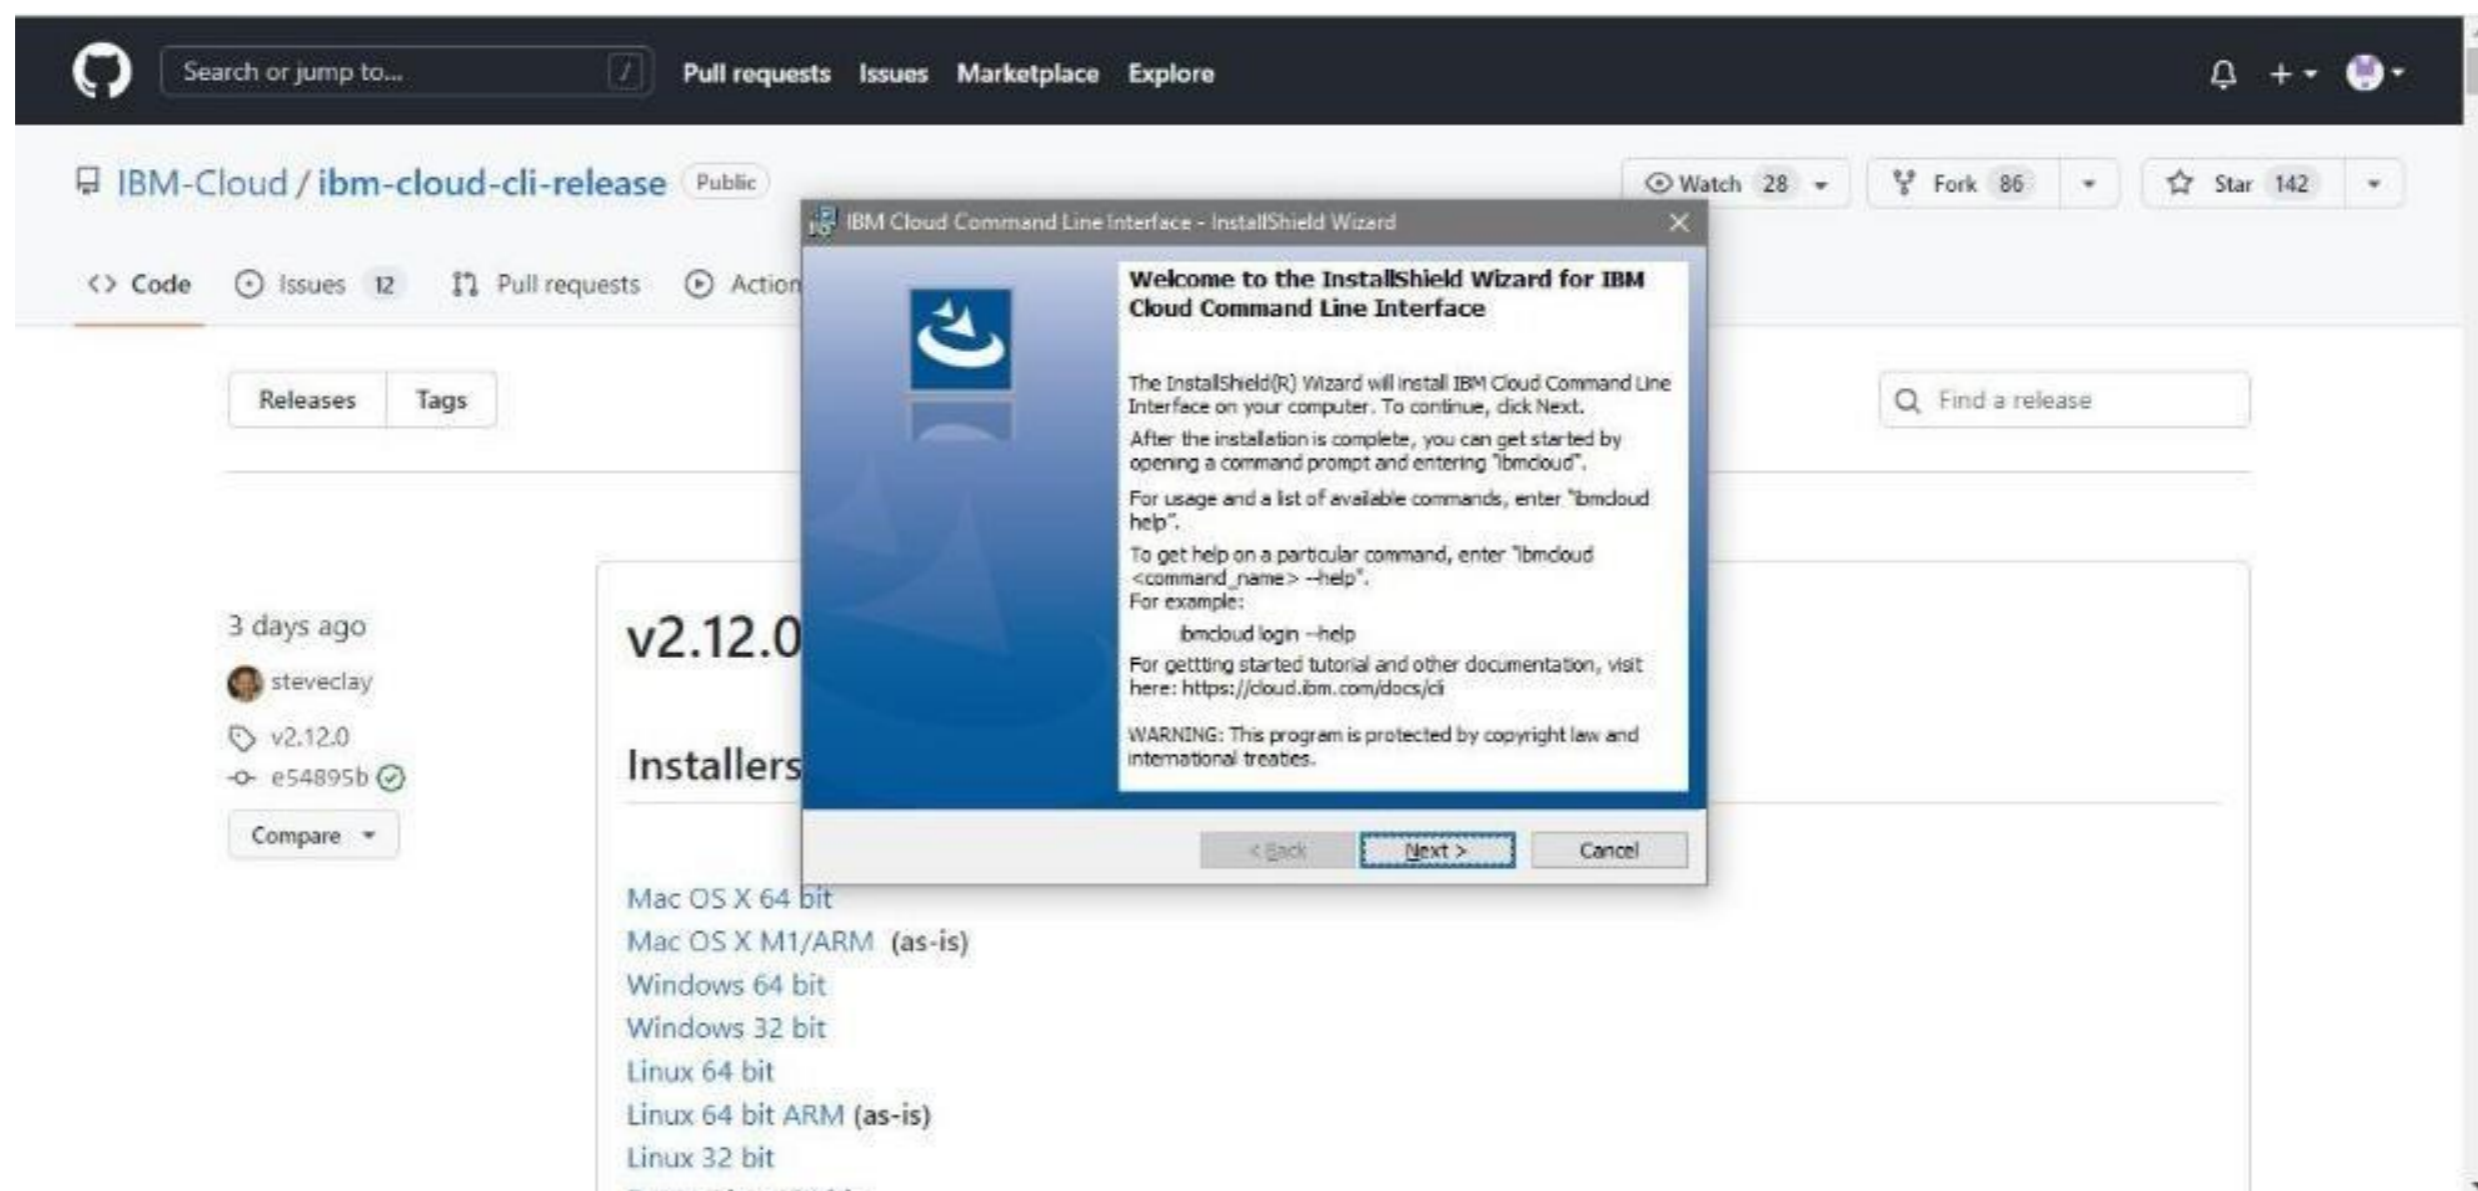 Search or jump to... / Pull requests Issues Marketplace Explore
IBM-Cloud / ibm-cloud-cli-release Public
Watch 28 Fork 86 Star 142
IBM Cloud Command Line Interface - InstallShield Wizard
<> Code Issues 12 Pull requests Action
Welcome to the InstallShield Wizard for IBM
Cloud Command Line Interface
The InstallShield(R) Wizard will install IBM Cloud Command Line
Interface on your computer. To continue, click Next.
After the installation is complete, you can get started by
opening a command prompt and entering "ibmcloud".
For usage and a list of available commands, enter "ibmcloud
help".
To get help on a particular command, enter "ibmcloud
<command_name> --help".
For example:
ibmcloud login --help
For gettting started tutorial and other documentation, visit
here: https://cloud.ibm.com/docs/cli
WARNING: This program is protected by copyright law and
international treaties.
< Back Next > Cancel
Releases Tags
Find a release
3 days ago
steveclay
v2.12.0
e54895b
Compare
v2.12.0
Installers
Mac OS X 64 bit
Mac OS X M1/ARM (as-is)
Windows 64 bit
Windows 32 bit
Linux 64 bit
Linux 64 bit ARM (as-is)
Linux 32 bit